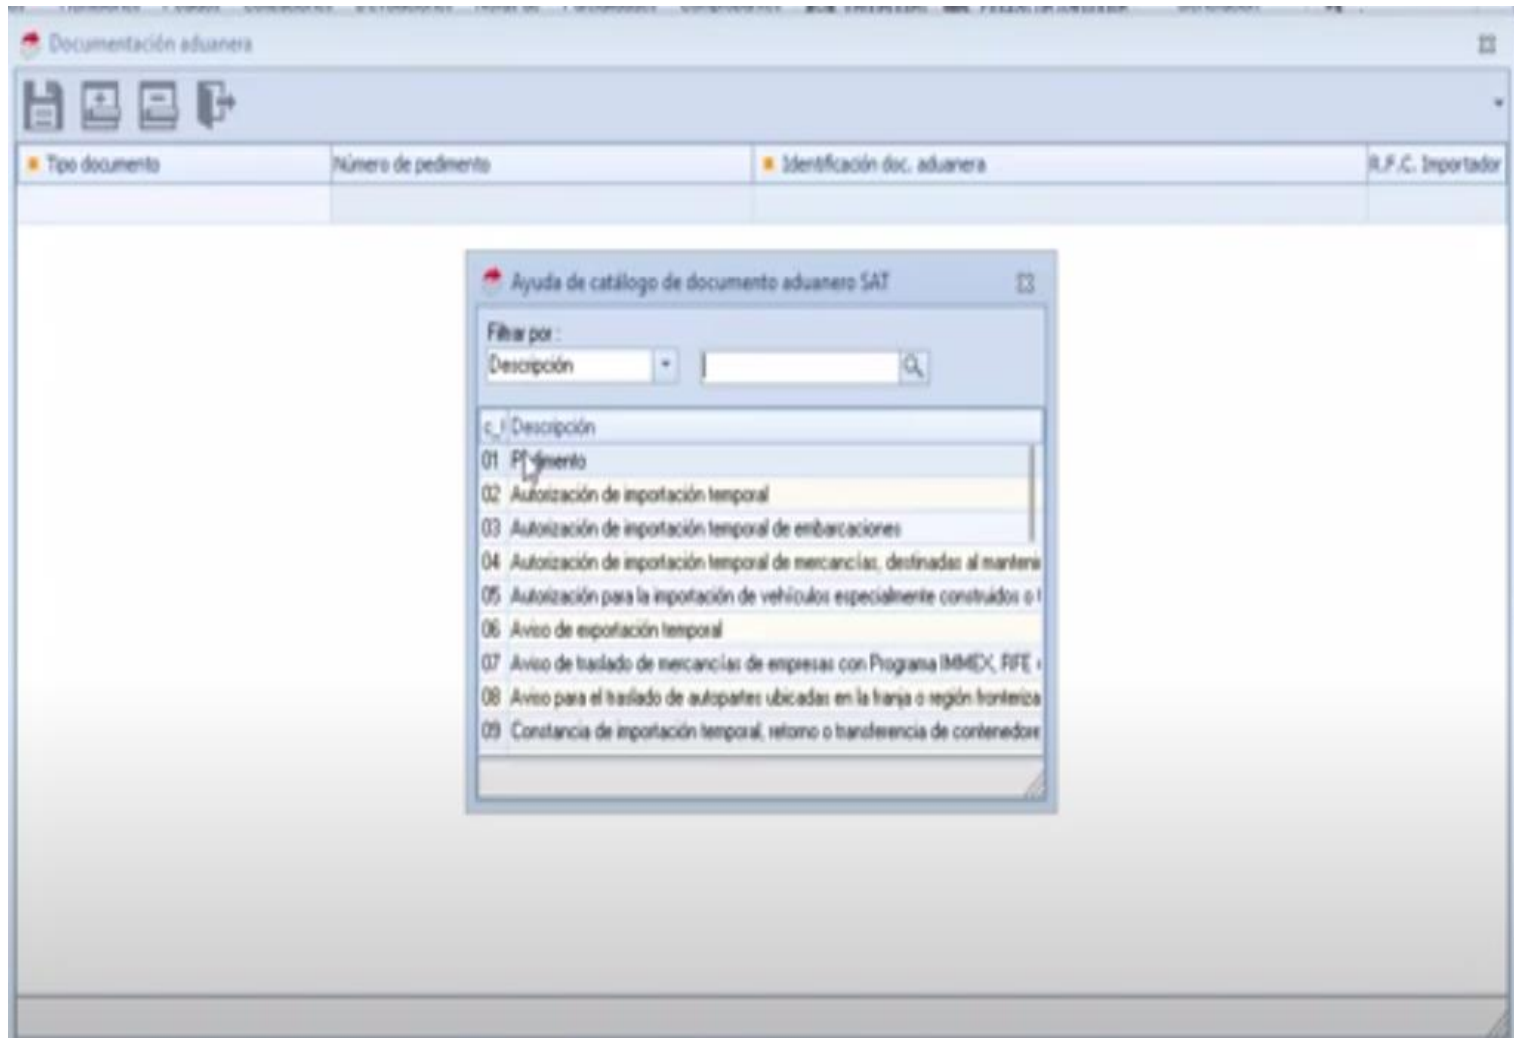 Documentación aduanera
Tipo documento
Número de pedimento
Identificación doc. aduanera
R.F.C. Importador
Ayuda de catálogo de documento aduanero SAT
Filtrar por :
Descripción
Descripción
01 Pedimento
02 Autorización de importación temporal
03 Autorización de importación temporal de embarcaciones
04 Autorización de importación temporal de mercancías, destinadas al manteni
05 Autorización para la importación de vehículos especialmente construidos o t
06 Aviso de exportación temporal
07 Aviso de traslado de mercancías de empresas con Programa IMMEX, RFE
08 Aviso para el traslado de autopartes ubicadas en la franja o región fronteriza
09 Constancia de importación temporal, retorno o transferencia de contenedore